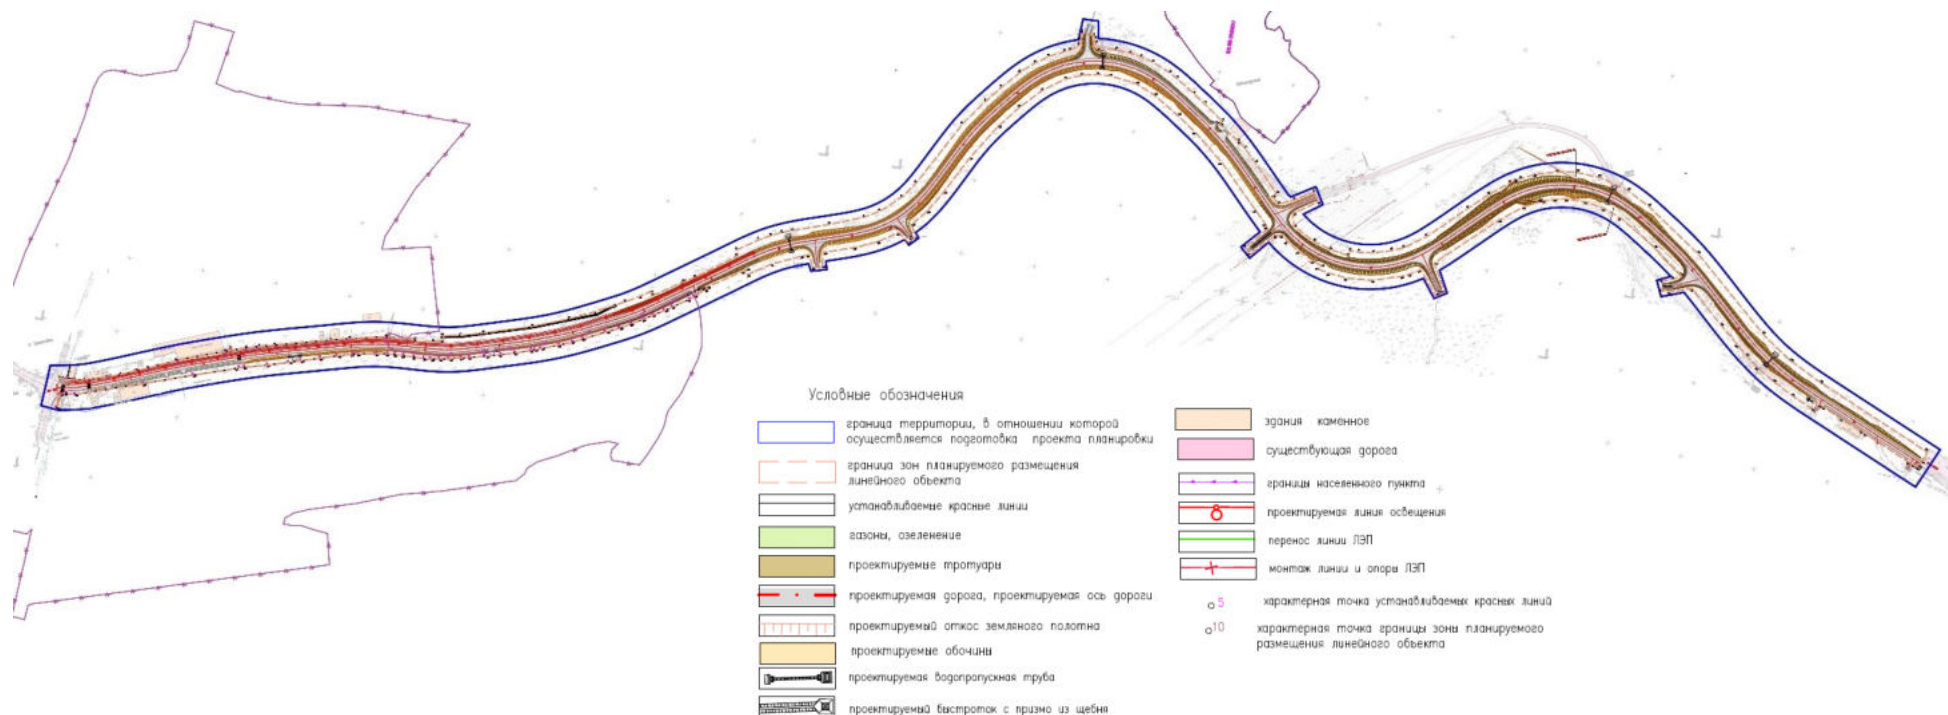 Условные обозначения
граница территории, в отношении которой
осуществляется подготовка проекта планировки
граница зон планируемого размещения
линейного объекта
устанавливаемые красные линии
газоны, озеленение
проектируемые тротуары
проектируемая дорога, проектируемая ось дороги
проектируемый откос земляного полотна
проектируемые обочины
проектируемая водопропускная труба
проектируемый быстроток с призмо из щебня
здания каменное
существующая дорога
границы населенного пункта
проектируемая линия освещения
перенос линии ЛЭП
монтаж линии и опоры ЛЭП
5 характерная точка устанавливаемых красных линий
10 характерная точка границы зоны планируемого
размещения линейного объекта